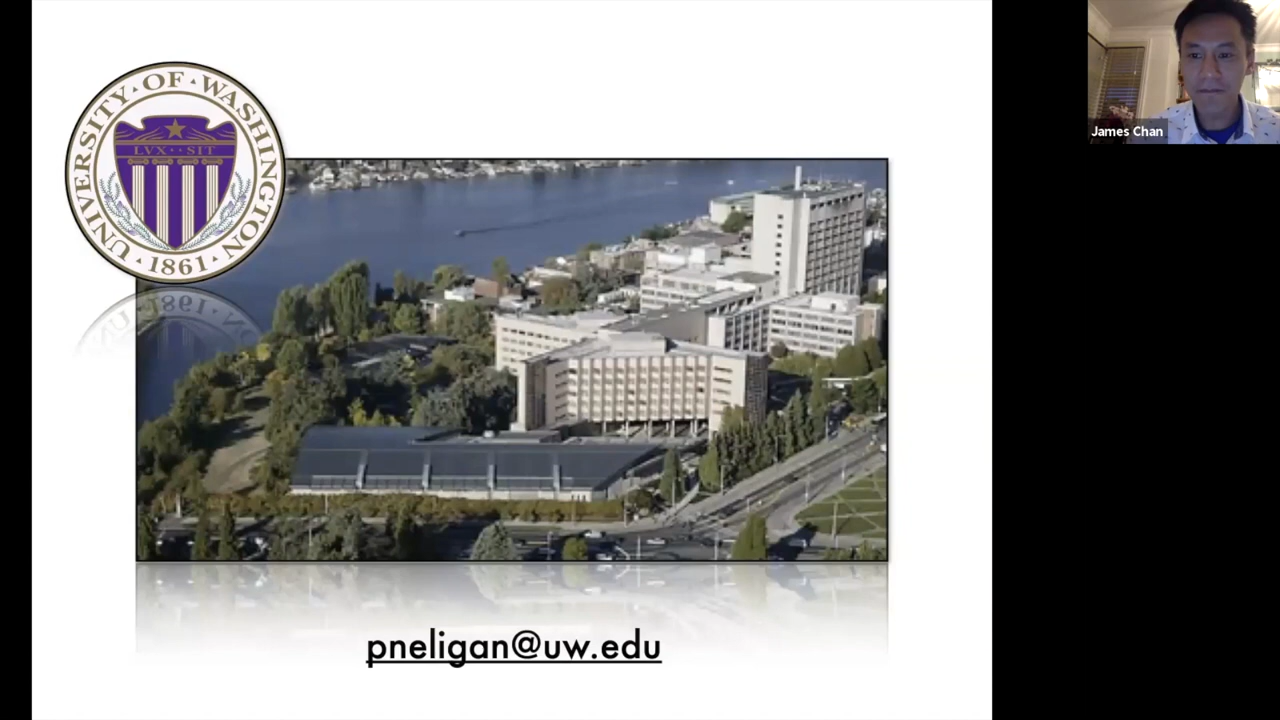 UNIVERSITY · OF · WASHINGTON
LVX · · SIT
· 1861 ·
James Chan
pneligan@uw.edu